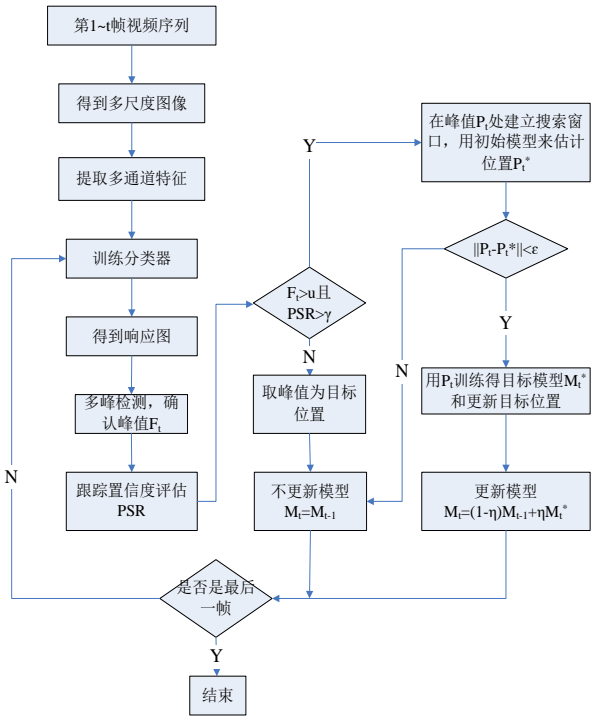 第1~t帧视频序列
得到多尺度图像
提取多通道特征
训练分类器
得到响应图
多峰检测，确
认峰值Fₜ
跟踪置信度评估
PSR
Fₜ>u且
PSR>γ
Y
N
取峰值为目标
位置
不更新模型
Mₜ=Mₜ₋₁
在峰值Pₜ处建立搜索窗
口，用初始模型来估计
位置Pₜ*
||Pₜ-Pₜ*||<ε
N
Y
用Pₜ训练得目标模型Mₜ*
和更新目标位置
更新模型
Mₜ=(1-η)Mₜ₋₁+ηMₜ*
是否是最后
一帧
N
Y
结束